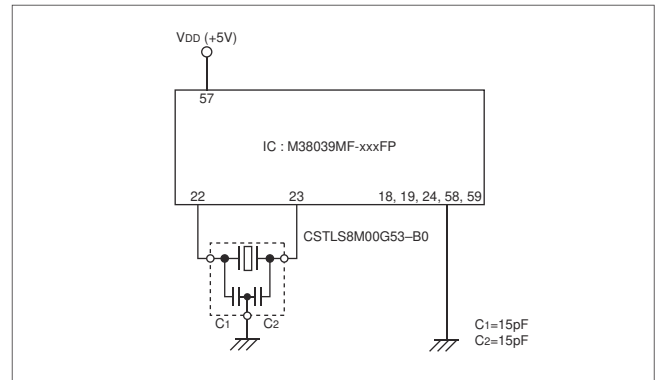 VDD (+5V)
57
IC : M38039MF-xxxFP
22 23 18, 19, 24, 58, 59
CSTLS8M00G53–B0
C1 C2
C1=15pF
C2=15pF